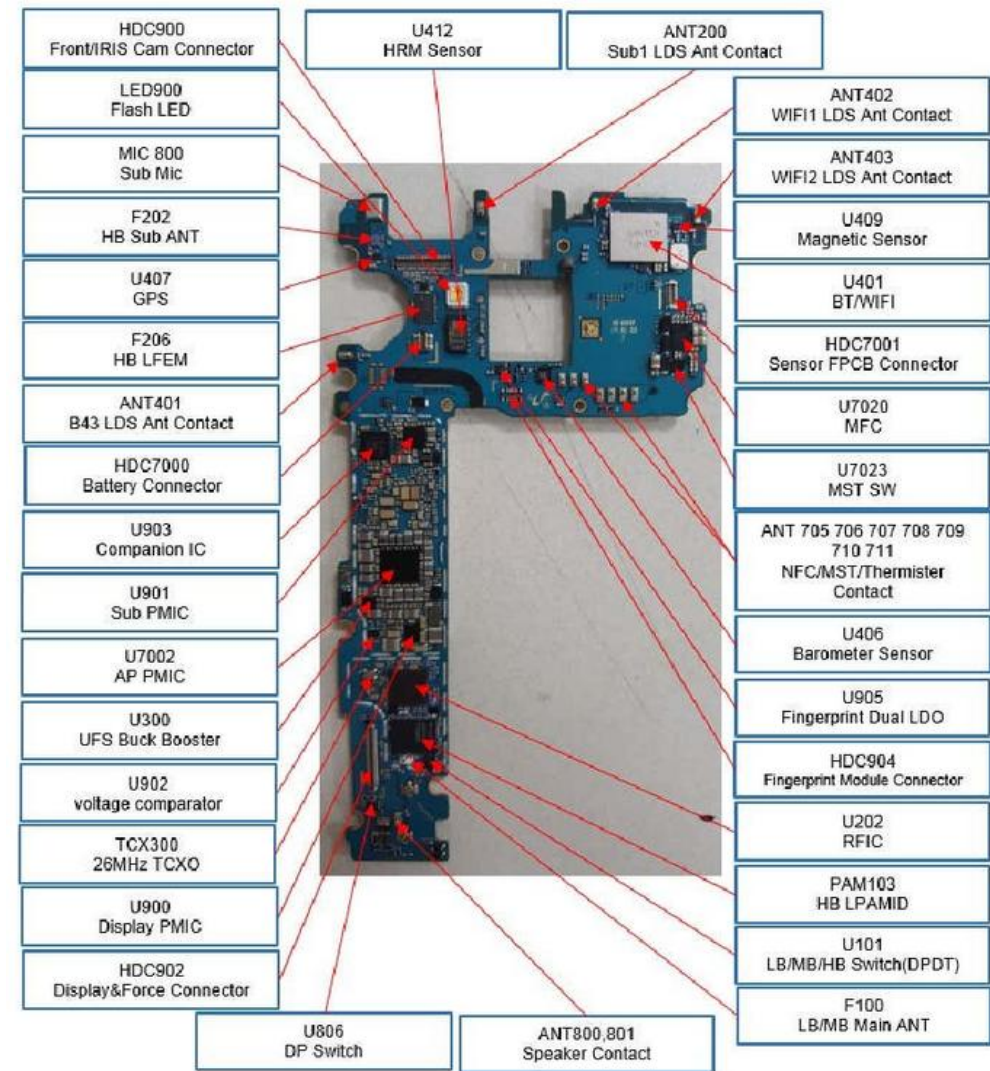 HDC900
Front/IRIS Cam Connector
U412
HRM Sensor
ANT200
Sub1 LDS Ant Contact
LED900
Flash LED
MIC 800
Sub Mic
F202
HB Sub ANT
U407
GPS
F206
HB LFEM
ANT401
B43 LDS Ant Contact
HDC7000
Battery Connector
U903
Companion IC
U901
Sub PMIC
U7002
AP PMIC
U300
UFS Buck Booster
U902
voltage comparator
TCX300
26MHz TCXO
U900
Display PMIC
HDC902
Display&Force Connector
U806
DP Switch
ANT800,801
Speaker Contact
ANT402
WIFI1 LDS Ant Contact
ANT403
WIFI2 LDS Ant Contact
U409
Magnetic Sensor
U401
BT/WIFI
HDC7001
Sensor FPCB Connector
U7020
MFC
U7023
MST SW
ANT 705 706 707 708 709
710 711
NFC/MST/Thermister
Contact
U406
Barometer Sensor
U905
Fingerprint Dual LDO
HDC904
Fingerprint Module Connector
U202
RFIC
PAM103
HB LPAMID
U101
LB/MB/HB Switch(DPDT)
F100
LB/MB Main ANT